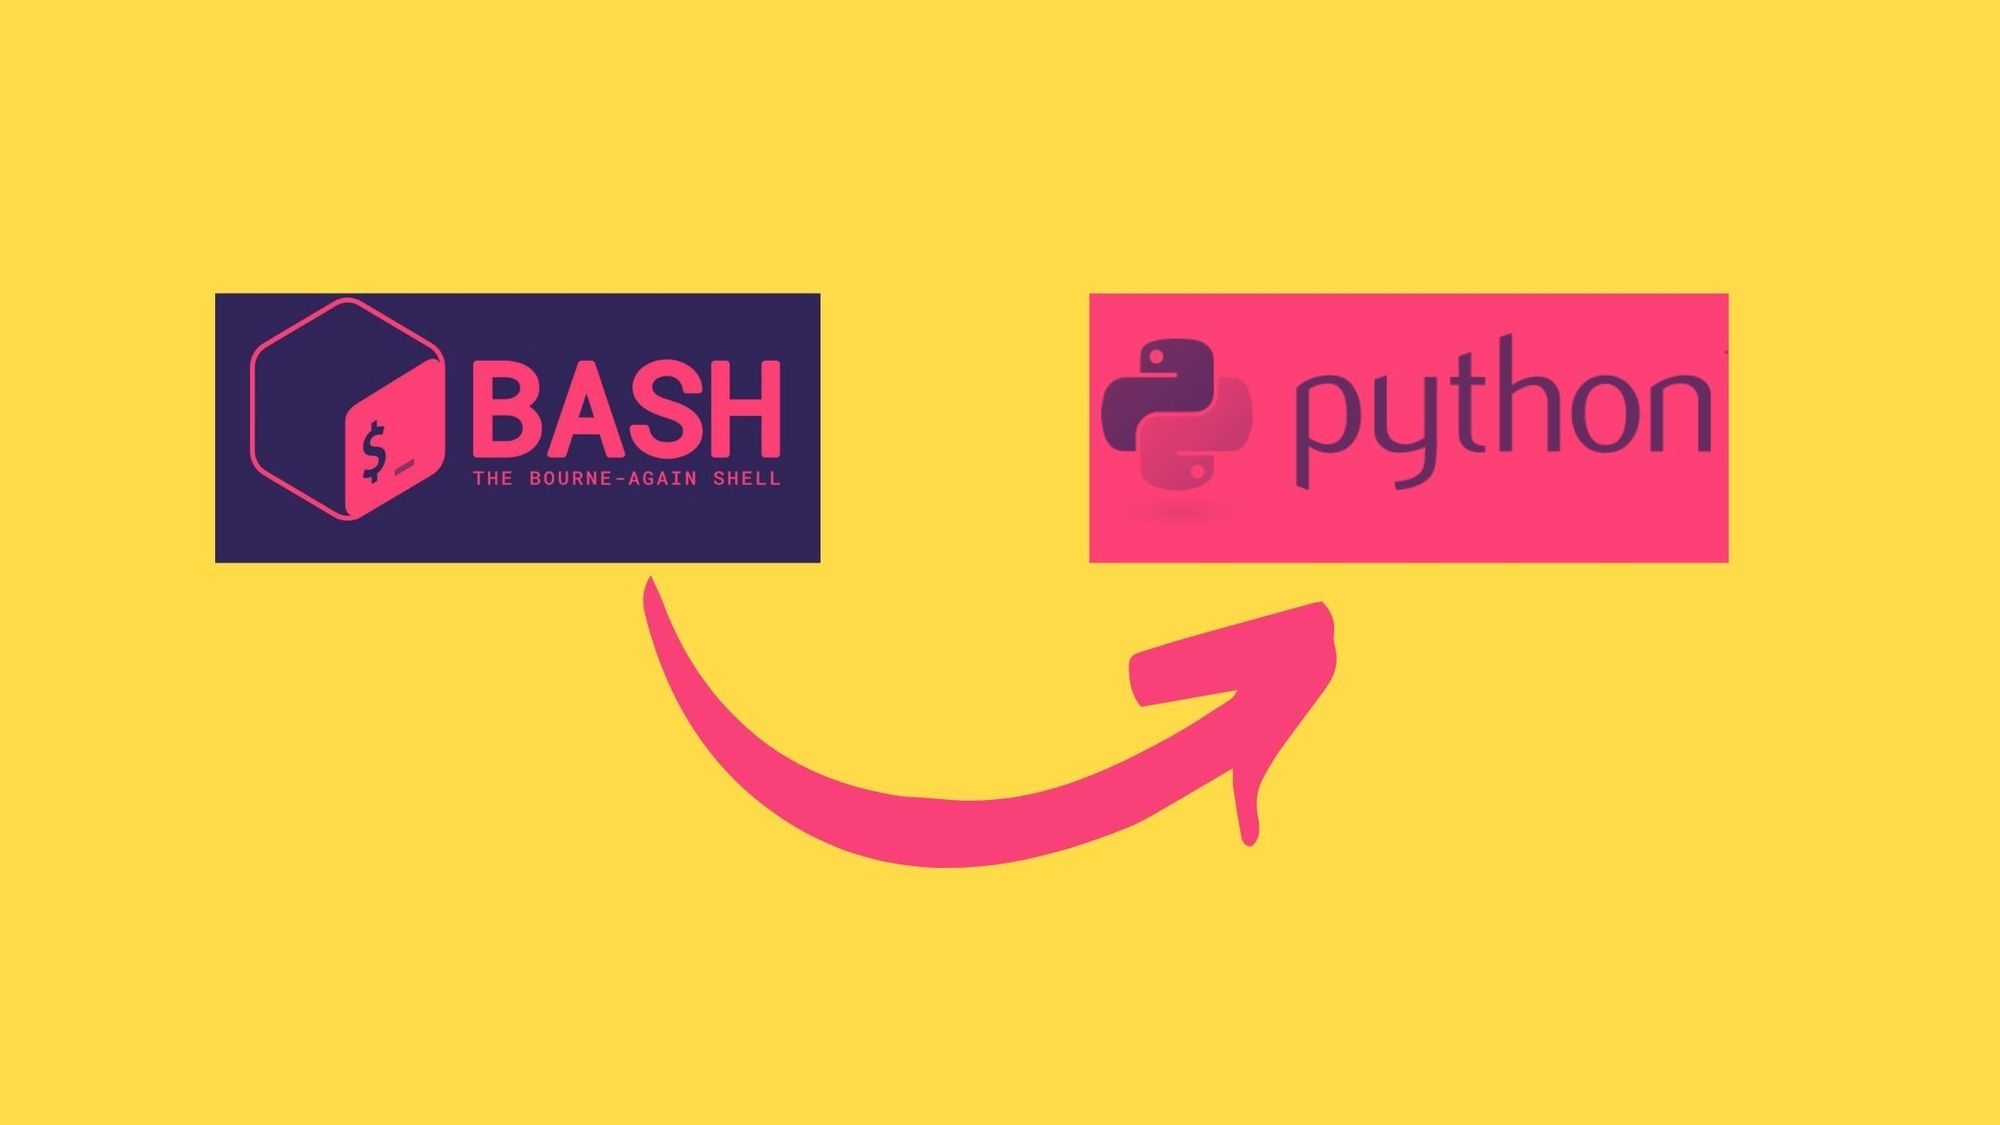 $_
BASH
THE BOURNE-AGAIN SHELL
python